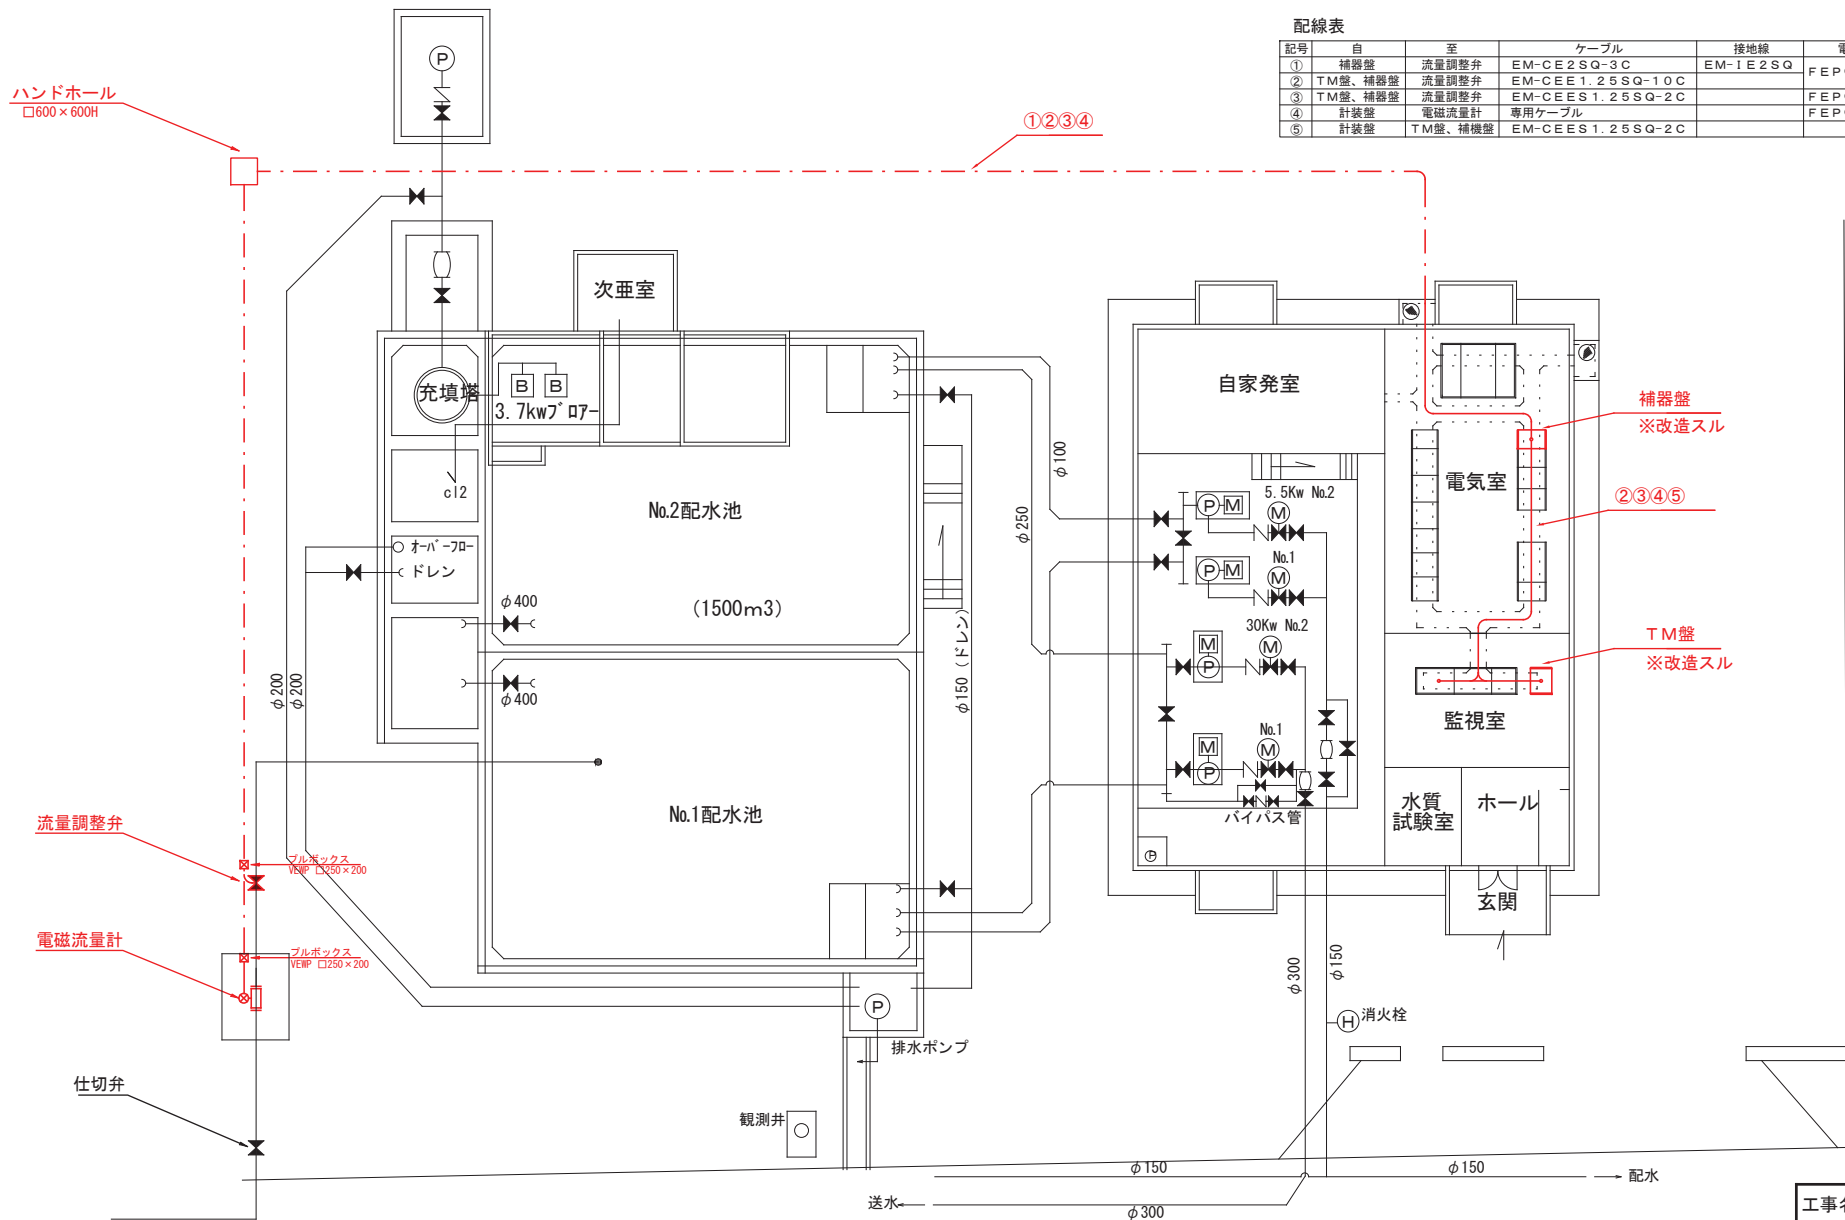 配線表
記号 自 至 ケーブル 接地線 電
① 補器盤 流量調整弁 EM-CE2SQ-3C EM-IE2SQ FEP
② TM盤、補器盤 流量調整弁 EM-CEE1.25SQ-10C
③ TM盤、補器盤 流量調整弁 EM-CEES1.25SQ-2C FEP
④ 計装盤 電磁流量計 専用ケーブル FEP
⑤ 計装盤 TM盤、補機盤 EM-CEES1.25SQ-2C
P
ハンドホール
□600×600H
①②③④
次亜室
充填塔
B B
3.7kwブロアー
cl2
自家発室
補器盤
※改造スル
φ100
電気室
②③④⑤
No.2配水池
φ250
5.5Kw No.2
P M M
オーバーフロー
ドレン
No.1
P M M
φ400
(1500m3)
30Kw No.2
M M
P
TM盤
※改造スル
φ200
φ200
φ400
φ150(ドレン)
監視室
No.1
M M
P
No.1配水池
バイパス管
水質
試験室
ホール
流量調整弁
プルボックス
VEWP □250×200
P
玄関
電磁流量計
プルボックス
VEWP □250×200
φ300
φ150
P
H 消火栓
排水ポンプ
仕切弁
観測井
φ150
φ150
配水
送水
φ300
工事名